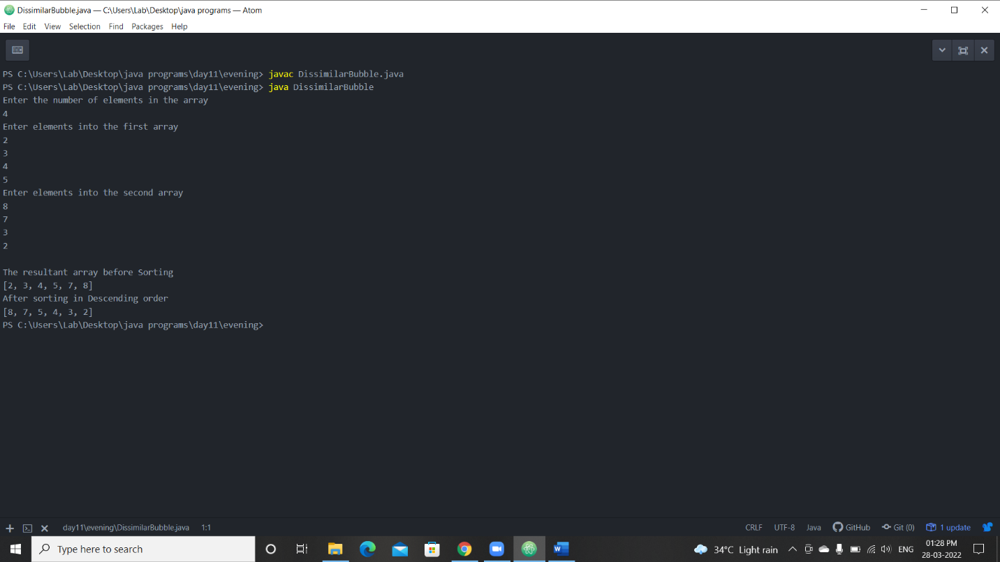 DissimilarBubble.java — C:\Users\Lab\Desktop\java programs — Atom
File Edit View Selection Find Packages Help
PS C:\Users\Lab\Desktop\java programs\day11\evening> javac DissimilarBubble.java
PS C:\Users\Lab\Desktop\java programs\day11\evening> java DissimilarBubble
Enter the number of elements in the array
4
Enter elements into the first array
2
3
4
5
Enter elements into the second array
8
7
3
2
The resultant array before Sorting
[2, 3, 4, 5, 7, 8]
After sorting in Descending order
[8, 7, 5, 4, 3, 2]
PS C:\Users\Lab\Desktop\java programs\day11\evening>
day11\evening\DissimilarBubble.java 1:1 CRLF UTF-8 Java GitHub Git (0) 1 update
Type here to search 34°C Light rain ENG 01:28 PM
28-03-2022